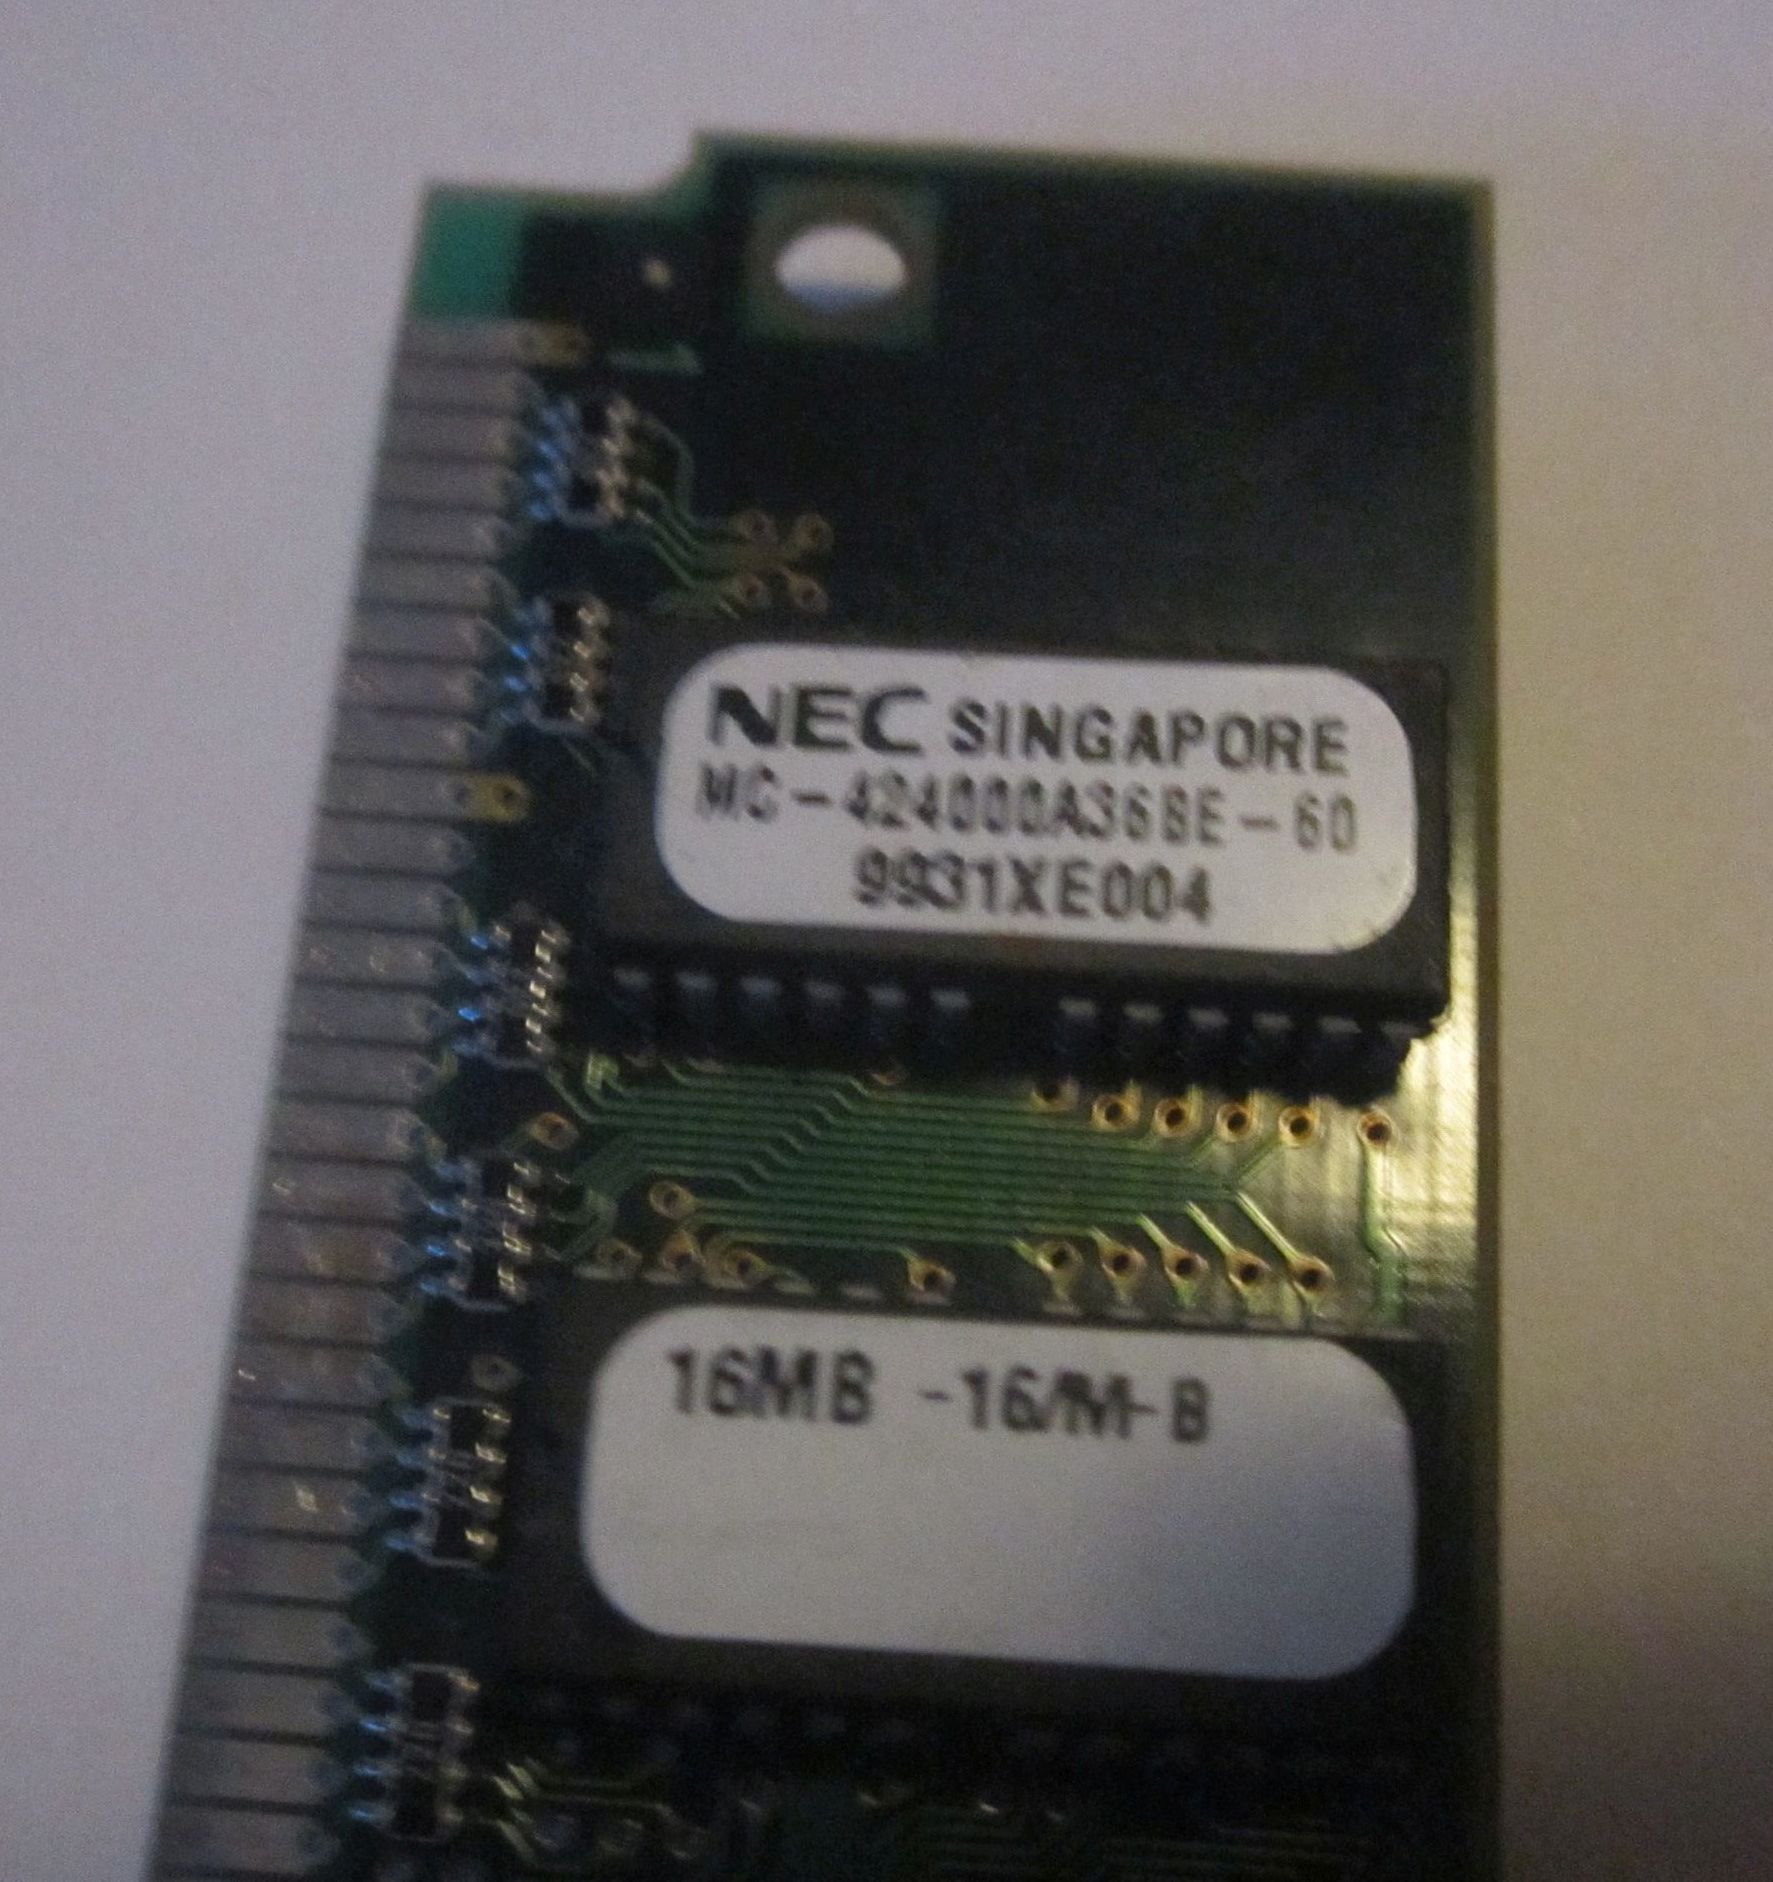 NEC SINGAPORE
MC-424000A36BE-60
9931XE004
16MB -16/M-B